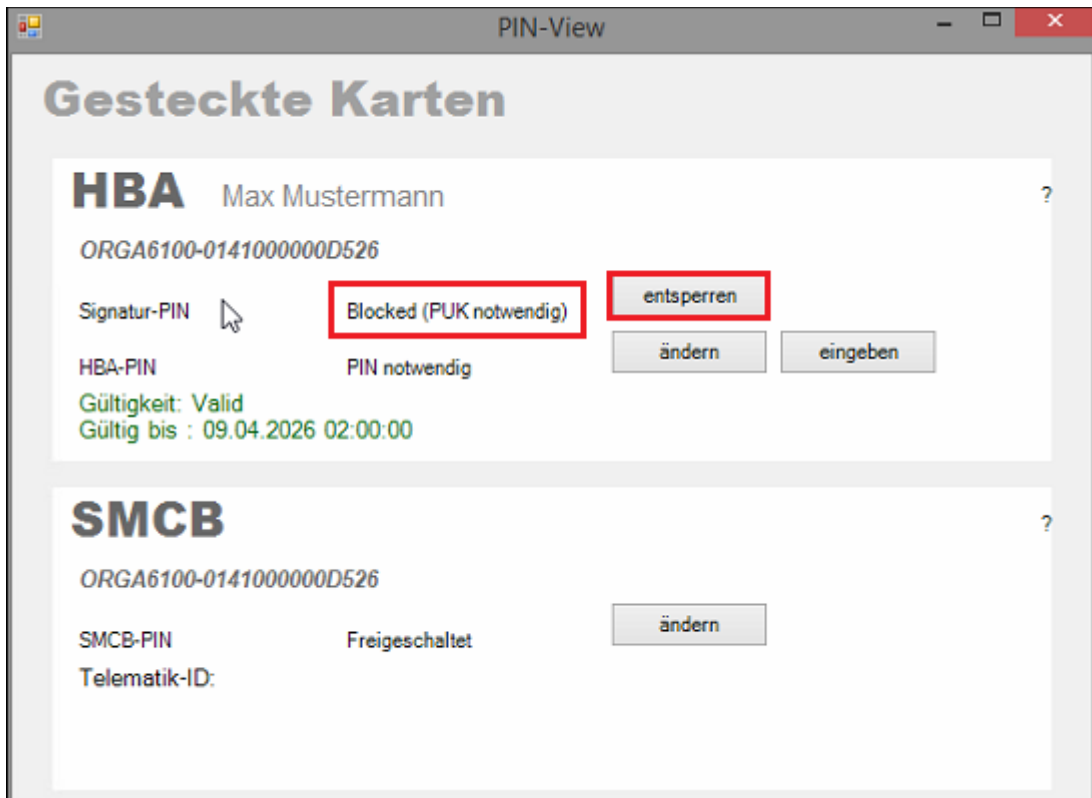 PIN-View
Gesteckte Karten
HBA Max Mustermann ?
ORGA6100-0141000000D526
Signatur-PIN Blocked (PUK notwendig) entsperren
HBA-PIN PIN notwendig ändern eingeben
Gültigkeit: Valid
Gültig bis : 09.04.2026 02:00:00
SMCB ?
ORGA6100-0141000000D526
SMCB-PIN Freigeschaltet ändern
Telematik-ID: